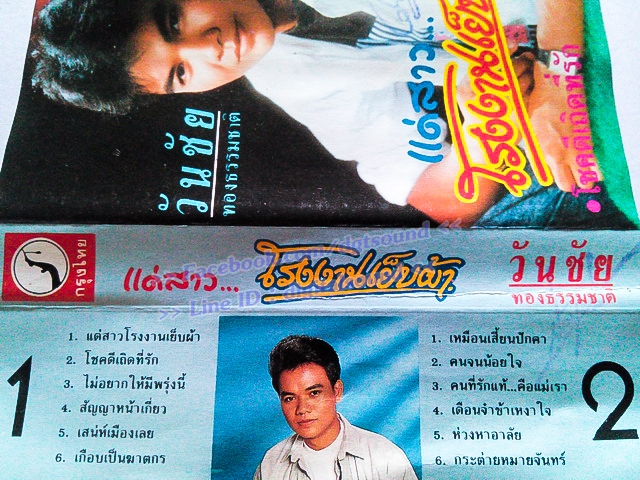 แด่สาว....
โรงงานเย็บ
•โชคดีเถิดที่รัก
วันชัย
ทองธรรมชาติ
กรุงไทย
แด่สาว... โรงงานเย็บผ้า
วันชัย
ทองธรรมชาติ
>> Line ID
1
1. แด่สาวโรงงานเย็บผ้า
2. โชคดีเถิดที่รัก
3. ไม่อยากให้มีพรุ่งนี้
4. สัญญาหน้าเกี่ยว
5. เสน่ห์เมืองเลย
6. เกือบเป็นฆาตกร
2
1. เหมือนเสี้ยนปักคา
2. คนจนน้อยใจ
3. คนที่รักแท้...คือแม่เรา
4. เดือนจ๋าข้าเหงาใจ
5. ห่วงหาอาลัย
6. กระต่ายหมายจันทร์